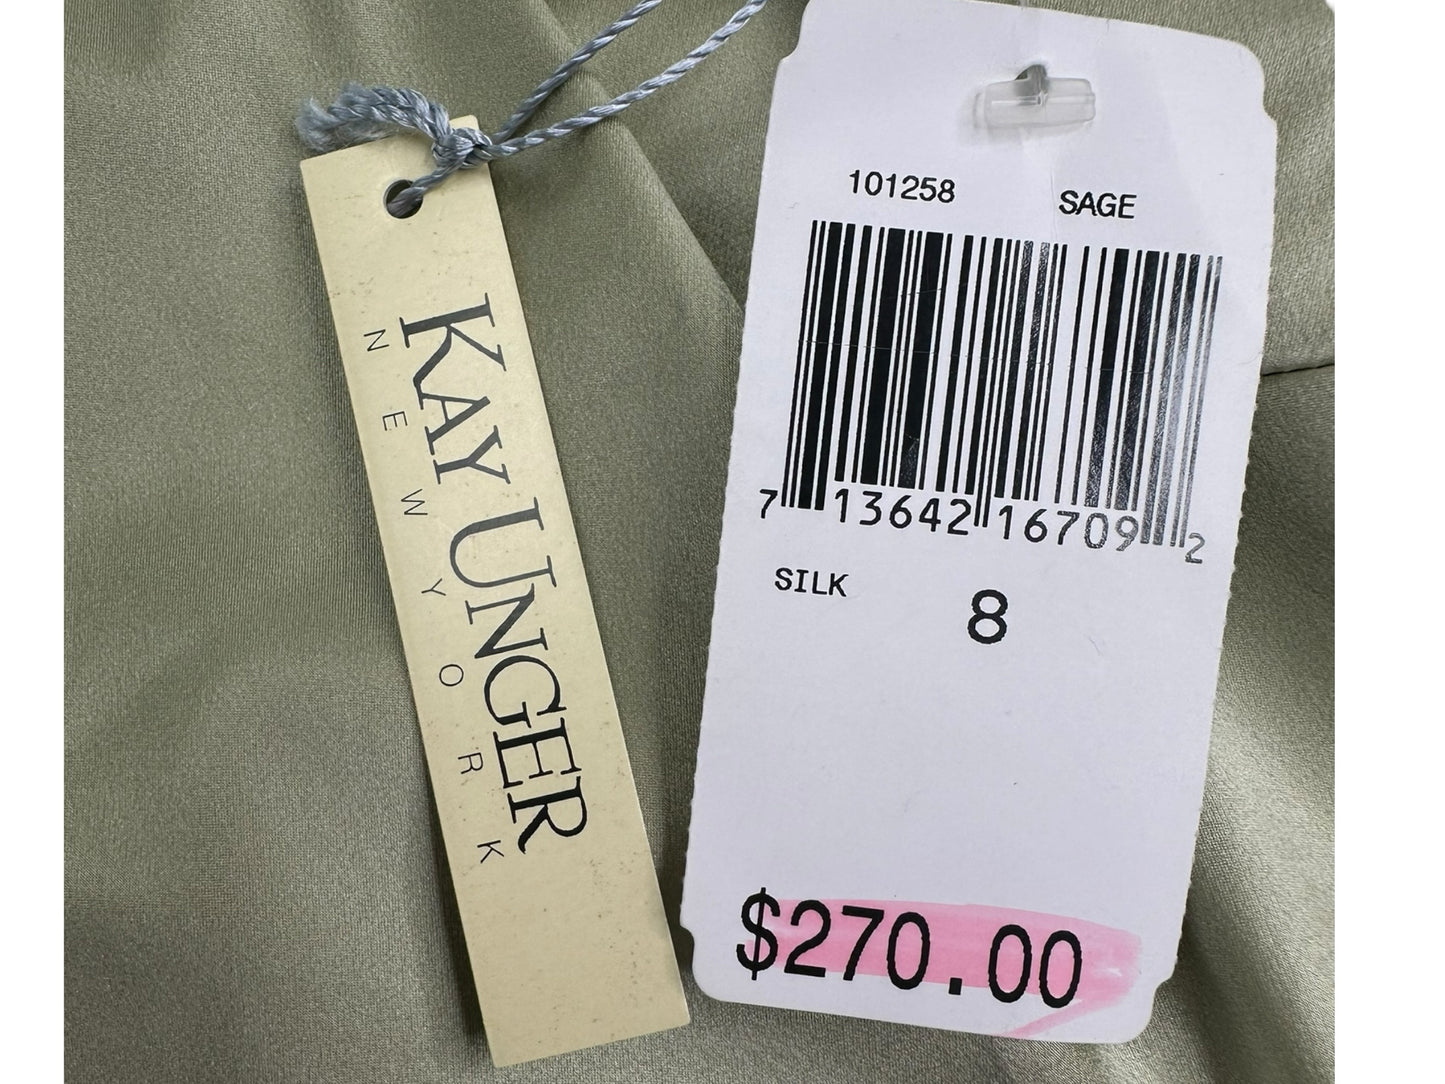 KAY UNGER
NEW YORK
101258 SAGE
7 13642 16709 2
SILK 8
$270.00